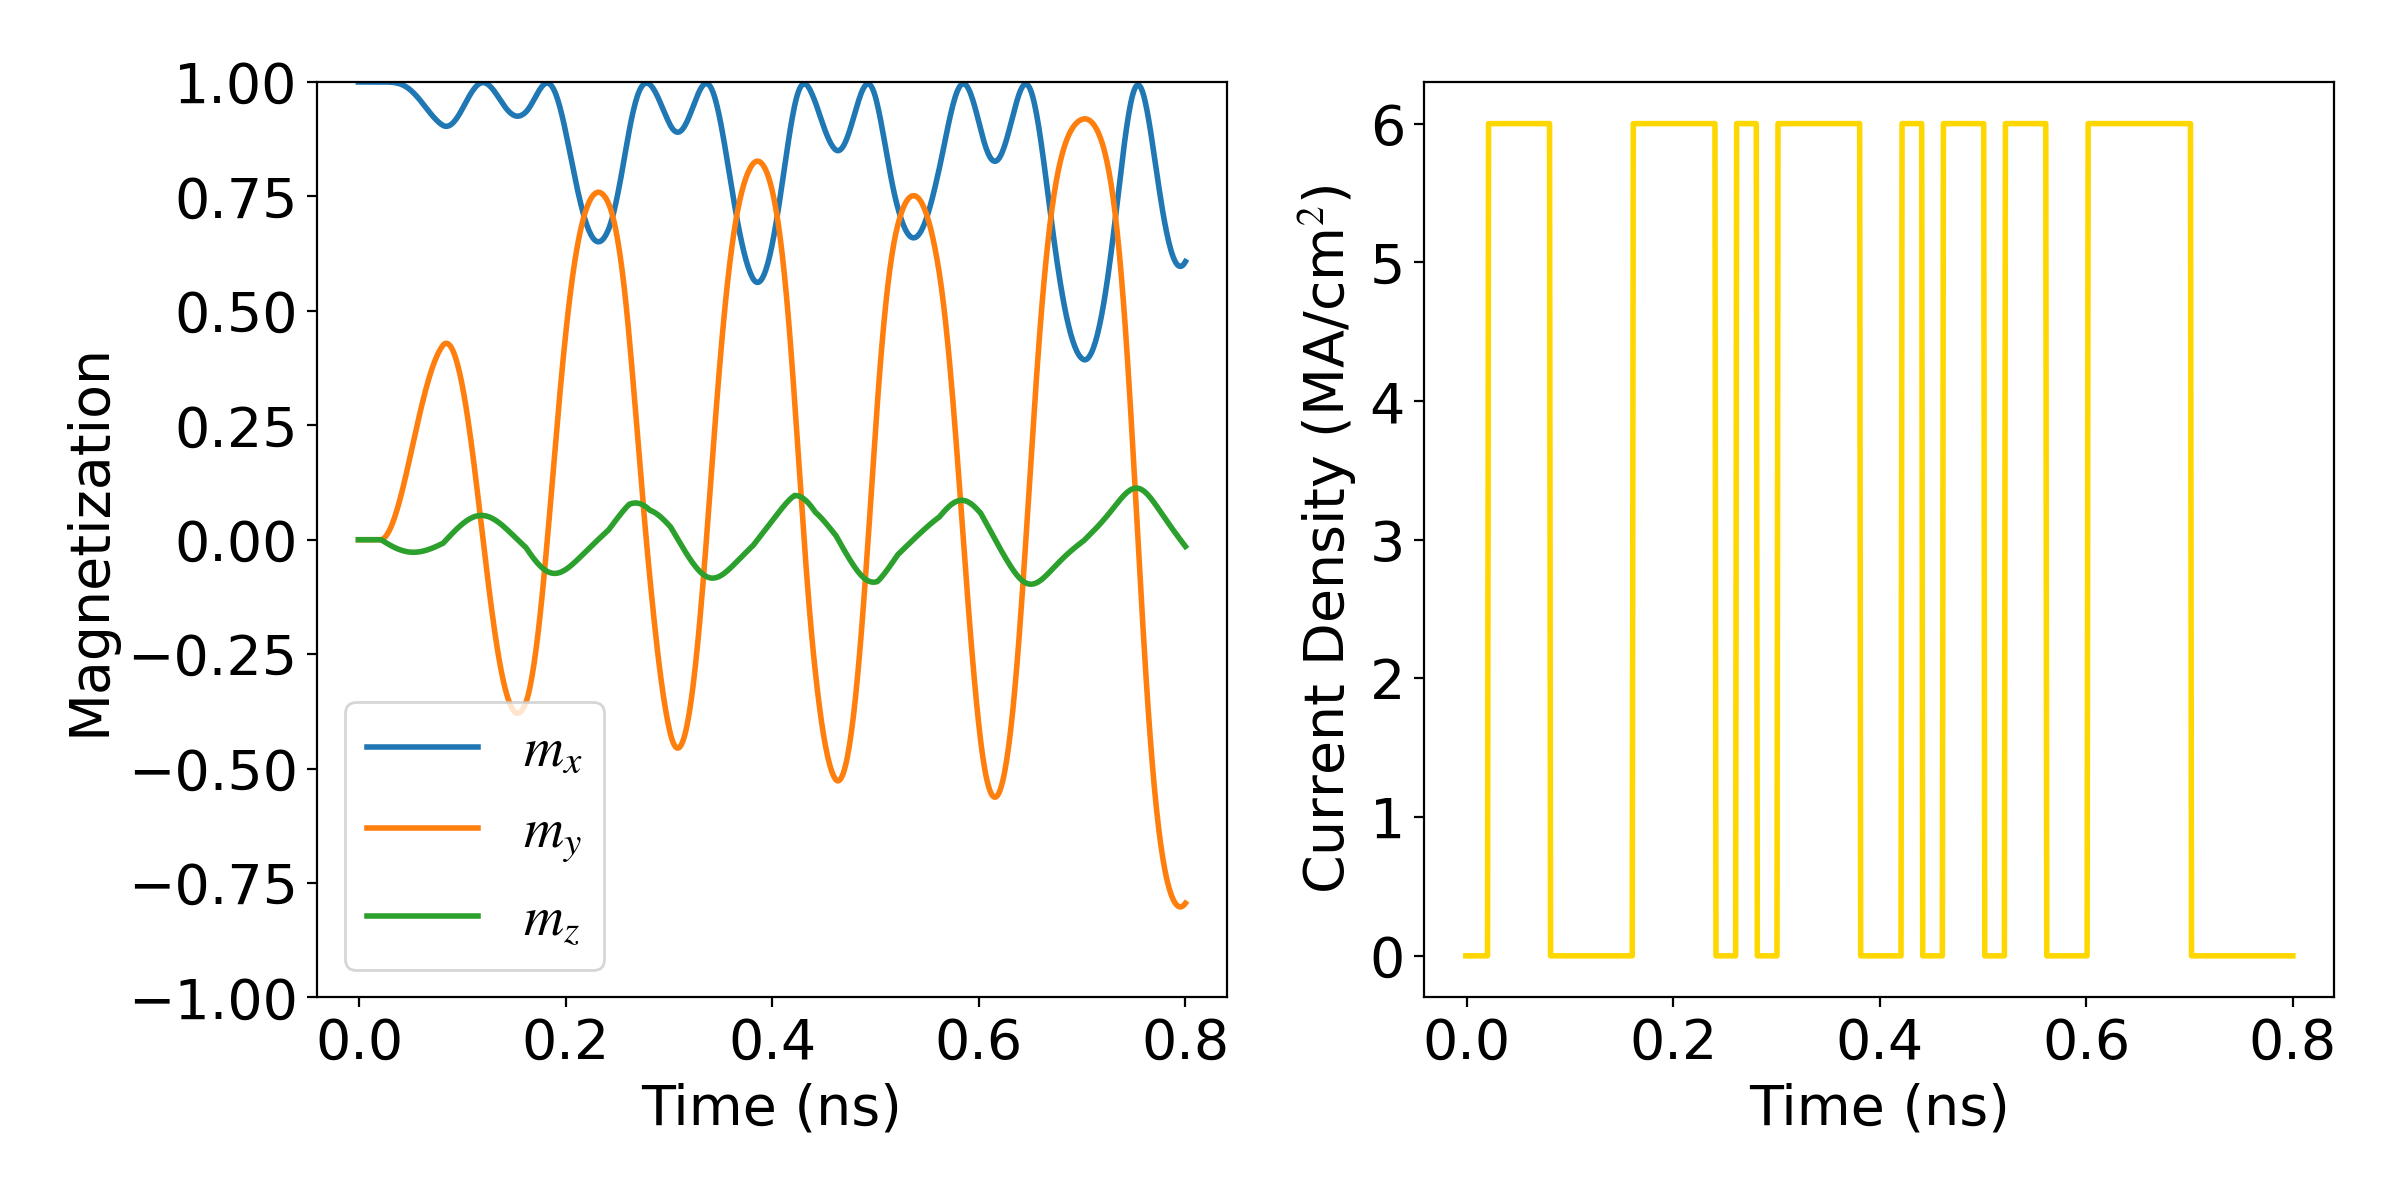 1.00
0.75
0.50
0.25
0.00
−0.25
−0.50
−0.75
−1.00
Magnetization
m_x
m_y
m_z
0.0 0.2 0.4 0.6 0.8
Time (ns)
6
5
4
3
2
1
0
Current Density (MA/cm²)
0.0 0.2 0.4 0.6 0.8
Time (ns)